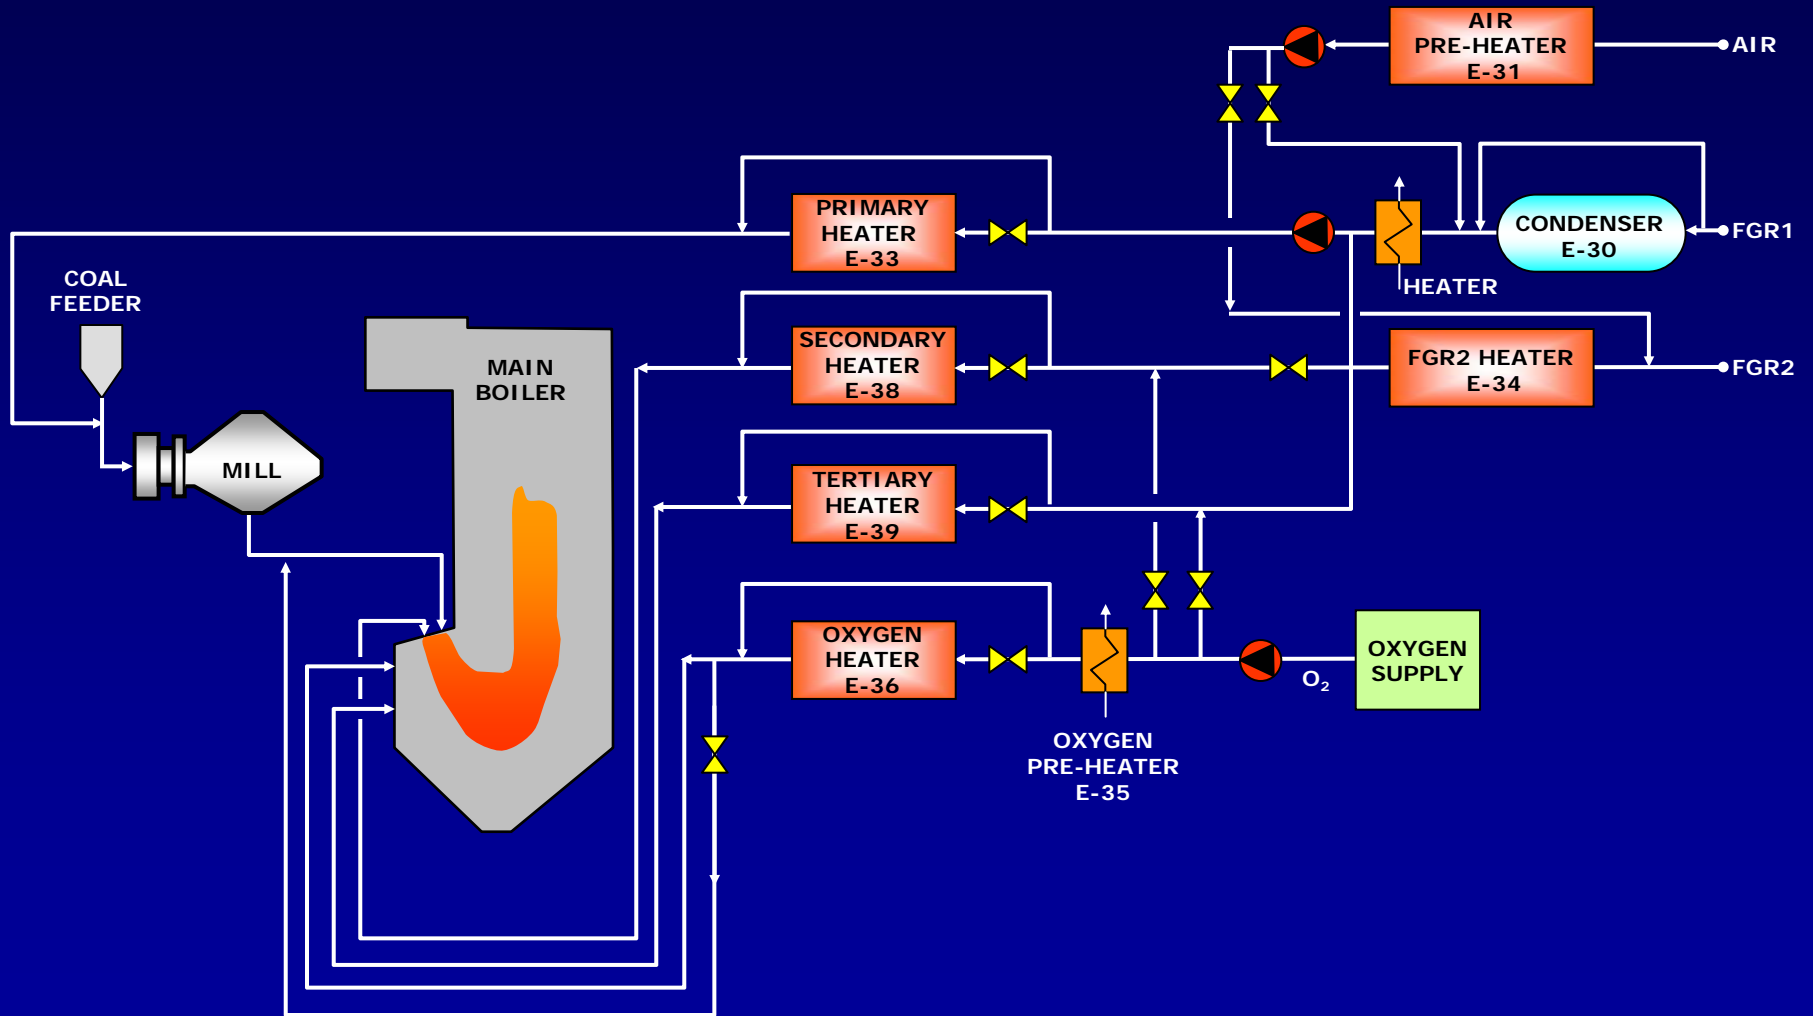 AIR
PRE-HEATER
E-31
AIR
PRIMARY
HEATER
E-33
CONDENSER
E-30
FGR1
HEATER
COAL
FEEDER
MAIN
BOILER
SECONDARY
HEATER
E-38
FGR2 HEATER
E-34
FGR2
MILL
TERTIARY
HEATER
E-39
OXYGEN
HEATER
E-36
O₂
OXYGEN
SUPPLY
OXYGEN
PRE-HEATER
E-35